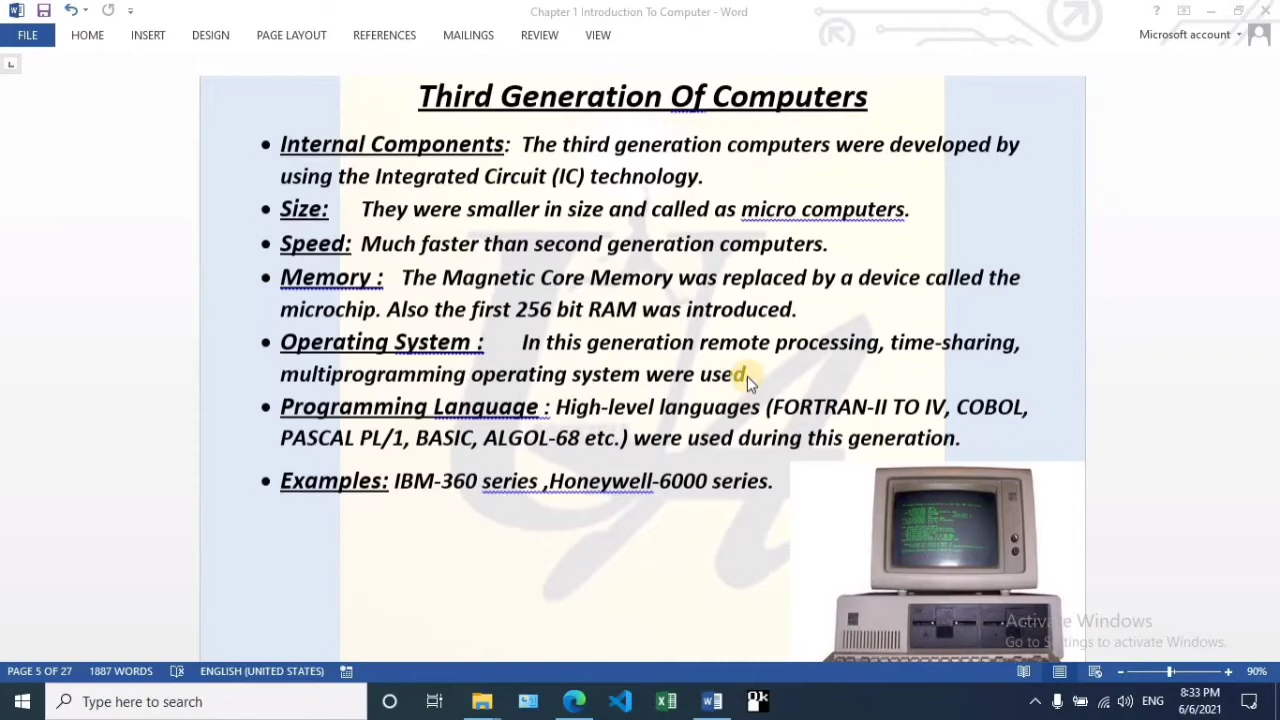 Chapter 1 Introduction To Computer - Word
FILE HOME INSERT DESIGN PAGE LAYOUT REFERENCES MAILINGS REVIEW VIEW Microsoft account
Third Generation Of Computers
• Internal Components: The third generation computers were developed by
using the Integrated Circuit (IC) technology.
• Size: They were smaller in size and called as micro computers.
• Speed: Much faster than second generation computers.
• Memory : The Magnetic Core Memory was replaced by a device called the
microchip. Also the first 256 bit RAM was introduced.
• Operating System : In this generation remote processing, time-sharing,
multiprogramming operating system were used.
• Programming Language : High-level languages (FORTRAN-II TO IV, COBOL,
PASCAL PL/1, BASIC, ALGOL-68 etc.) were used during this generation.
• Examples: IBM-360 series ,Honeywell-6000 series.
Activate Windows
Go to Settings to activate Windows.
PAGE 5 OF 27 1887 WORDS ENGLISH (UNITED STATES) 90%
Type here to search
Ok
ENG
8:33 PM
6/6/2021